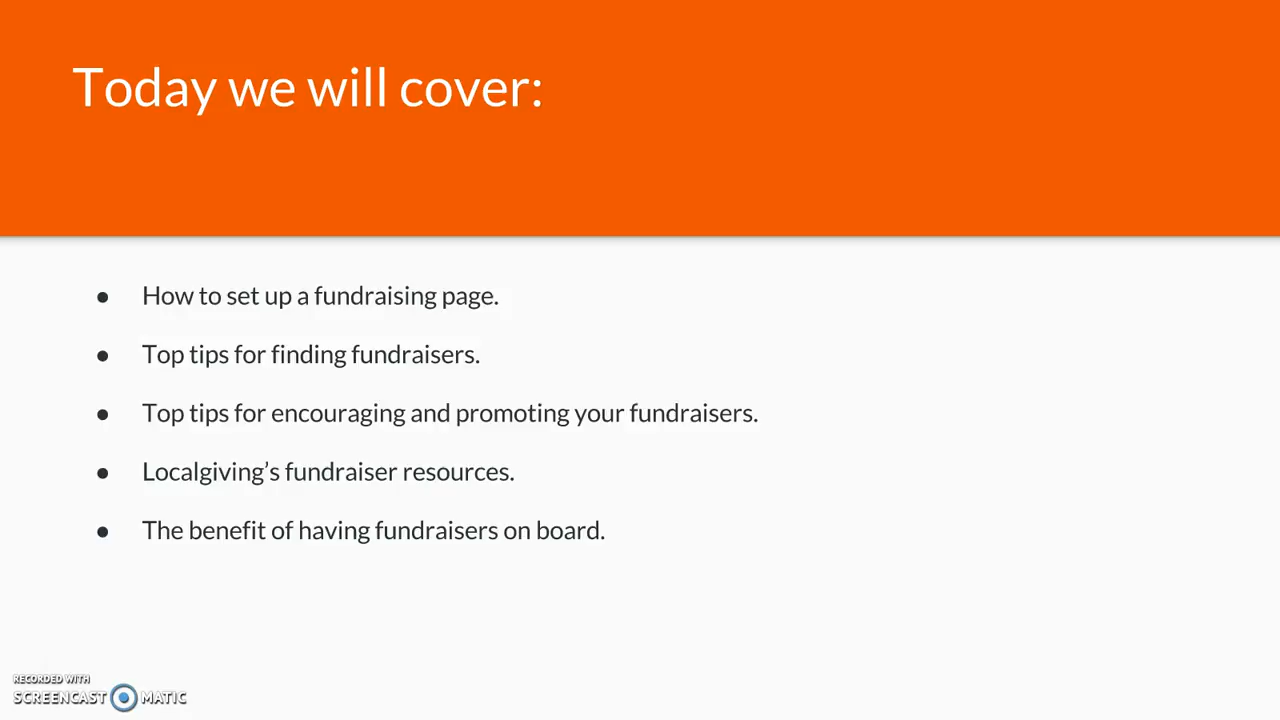 Today we will cover:
● How to set up a fundraising page.
● Top tips for finding fundraisers.
● Top tips for encouraging and promoting your fundraisers.
● Localgiving’s fundraiser resources.
● The benefit of having fundraisers on board.
RECORDED WITH
SCREENCAST MATIC